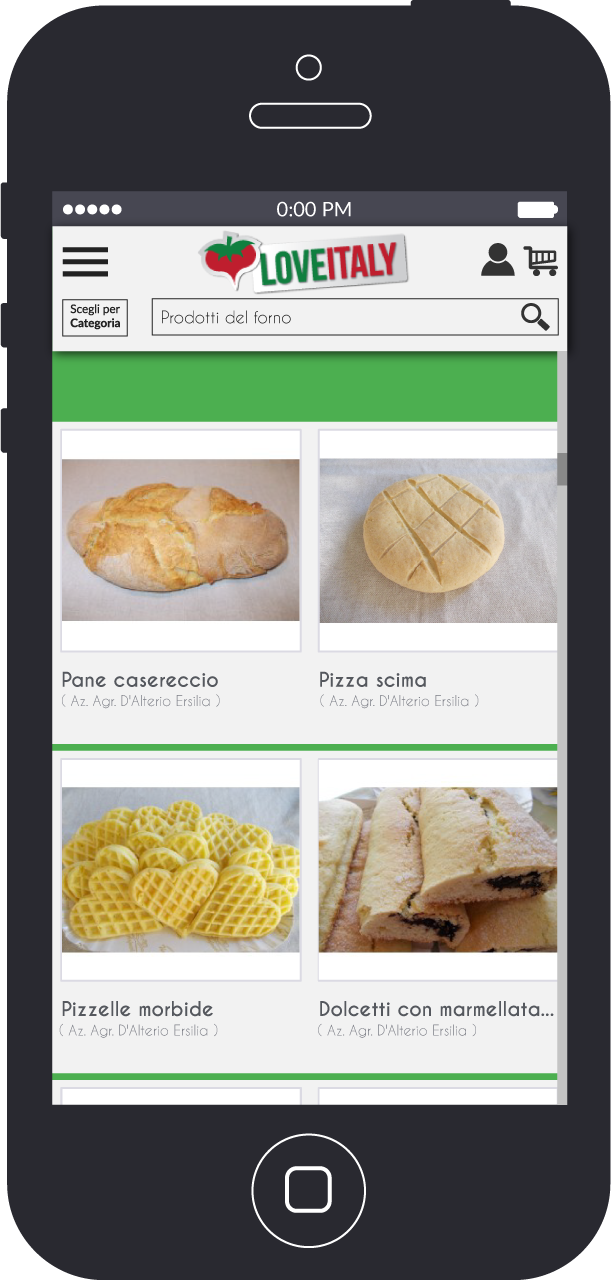 0:00 PM
LOVEITALY
Scegli per
Categoria
Prodotti del forno
Pane casereccio
( Az. Agr. D'Alterio Ersilia )
Pizza scima
( Az. Agr. D'Alterio Ersilia )
Pizzelle morbide
( Az. Agr. D'Alterio Ersilia )
Dolcetti con marmellata...
( Az. Agr. D'Alterio Ersilia )